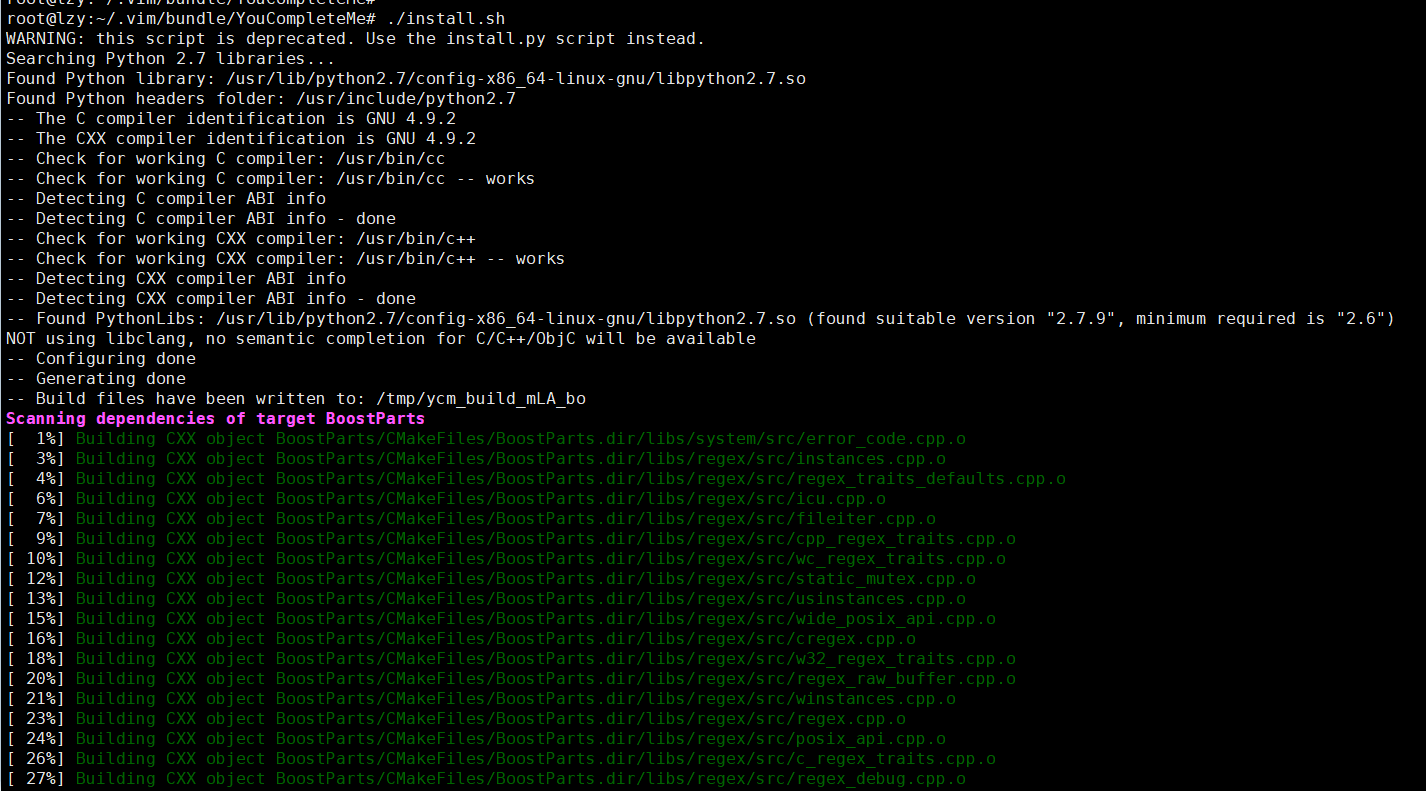 root@lzy:~/.vim/bundle/YouCompleteMe#
root@lzy:~/.vim/bundle/YouCompleteMe# ./install.sh
WARNING: this script is deprecated. Use the install.py script instead.
Searching Python 2.7 libraries...
Found Python library: /usr/lib/python2.7/config-x86_64-linux-gnu/libpython2.7.so
Found Python headers folder: /usr/include/python2.7
-- The C compiler identification is GNU 4.9.2
-- The CXX compiler identification is GNU 4.9.2
-- Check for working C compiler: /usr/bin/cc
-- Check for working C compiler: /usr/bin/cc -- works
-- Detecting C compiler ABI info
-- Detecting C compiler ABI info - done
-- Check for working CXX compiler: /usr/bin/c++
-- Check for working CXX compiler: /usr/bin/c++ -- works
-- Detecting CXX compiler ABI info
-- Detecting CXX compiler ABI info - done
-- Found PythonLibs: /usr/lib/python2.7/config-x86_64-linux-gnu/libpython2.7.so (found suitable version "2.7.9", minimum required is "2.6")
NOT using libclang, no semantic completion for C/C++/ObjC will be available
-- Configuring done
-- Generating done
-- Build files have been written to: /tmp/ycm_build_mLA_bo
Scanning dependencies of target BoostParts
[  1%] Building CXX object BoostParts/CMakeFiles/BoostParts.dir/libs/system/src/error_code.cpp.o
[  3%] Building CXX object BoostParts/CMakeFiles/BoostParts.dir/libs/regex/src/instances.cpp.o
[  4%] Building CXX object BoostParts/CMakeFiles/BoostParts.dir/libs/regex/src/regex_traits_defaults.cpp.o
[  6%] Building CXX object BoostParts/CMakeFiles/BoostParts.dir/libs/regex/src/icu.cpp.o
[  7%] Building CXX object BoostParts/CMakeFiles/BoostParts.dir/libs/regex/src/fileiter.cpp.o
[  9%] Building CXX object BoostParts/CMakeFiles/BoostParts.dir/libs/regex/src/cpp_regex_traits.cpp.o
[ 10%] Building CXX object BoostParts/CMakeFiles/BoostParts.dir/libs/regex/src/wc_regex_traits.cpp.o
[ 12%] Building CXX object BoostParts/CMakeFiles/BoostParts.dir/libs/regex/src/static_mutex.cpp.o
[ 13%] Building CXX object BoostParts/CMakeFiles/BoostParts.dir/libs/regex/src/usinstances.cpp.o
[ 15%] Building CXX object BoostParts/CMakeFiles/BoostParts.dir/libs/regex/src/wide_posix_api.cpp.o
[ 16%] Building CXX object BoostParts/CMakeFiles/BoostParts.dir/libs/regex/src/cregex.cpp.o
[ 18%] Building CXX object BoostParts/CMakeFiles/BoostParts.dir/libs/regex/src/w32_regex_traits.cpp.o
[ 20%] Building CXX object BoostParts/CMakeFiles/BoostParts.dir/libs/regex/src/regex_raw_buffer.cpp.o
[ 21%] Building CXX object BoostParts/CMakeFiles/BoostParts.dir/libs/regex/src/winstances.cpp.o
[ 23%] Building CXX object BoostParts/CMakeFiles/BoostParts.dir/libs/regex/src/regex.cpp.o
[ 24%] Building CXX object BoostParts/CMakeFiles/BoostParts.dir/libs/regex/src/posix_api.cpp.o
[ 26%] Building CXX object BoostParts/CMakeFiles/BoostParts.dir/libs/regex/src/c_regex_traits.cpp.o
[ 27%] Building CXX object BoostParts/CMakeFiles/BoostParts.dir/libs/regex/src/regex_debug.cpp.o